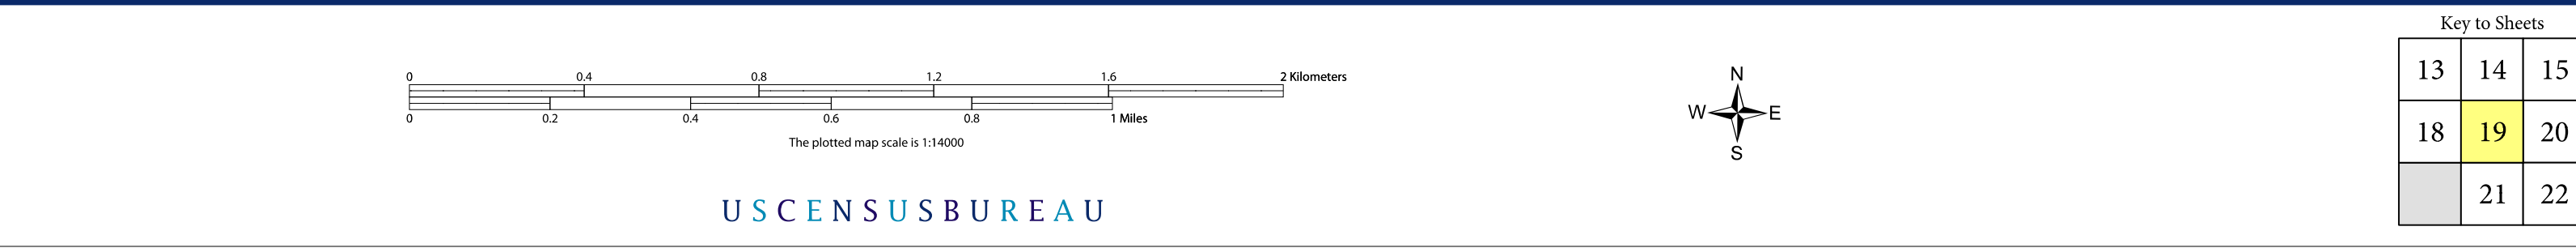 Key to Sheets
0 0.4 0.8 1.2 1.6 2 Kilometers
0 0.2 0.4 0.6 0.8 1 Miles
The plotted map scale is 1:14000
USCENSUSBUREAU
N
W E
S
13 14 15
18 19 20
21 22